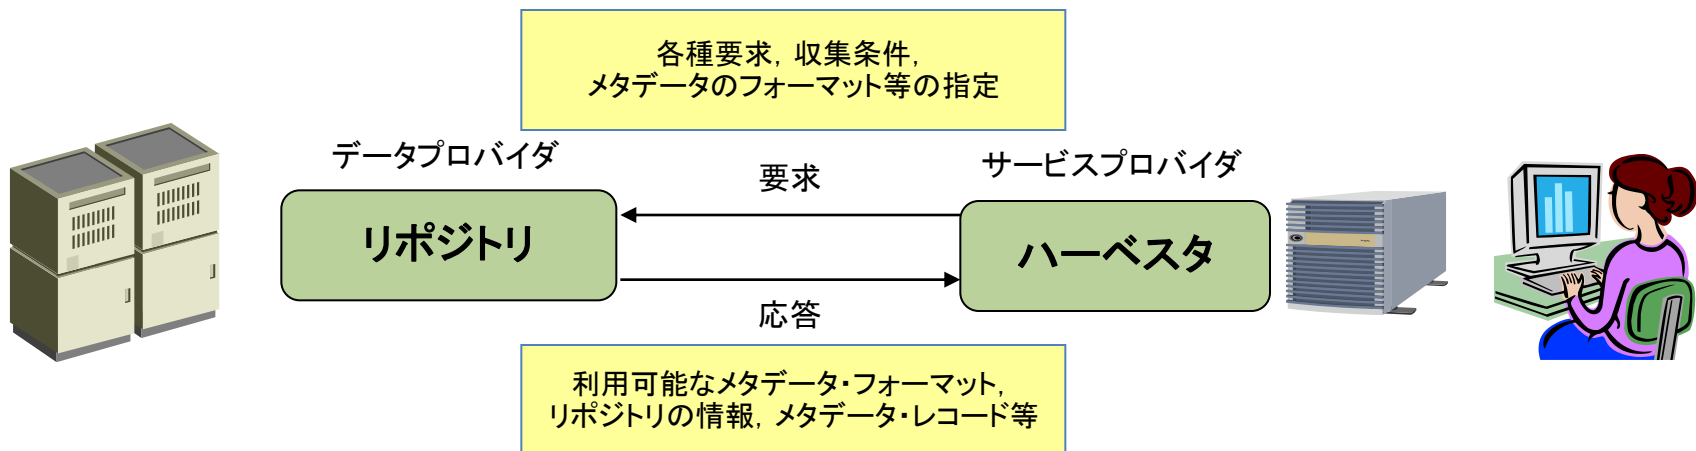 各種要求，収集条件，
メタデータのフォーマット等の指定
データプロバイダ
要求
サービスプロバイダ
リポジトリ
ハーベスタ
応答
利用可能なメタデータ・フォーマット，
リポジトリの情報，メタデータ・レコード等